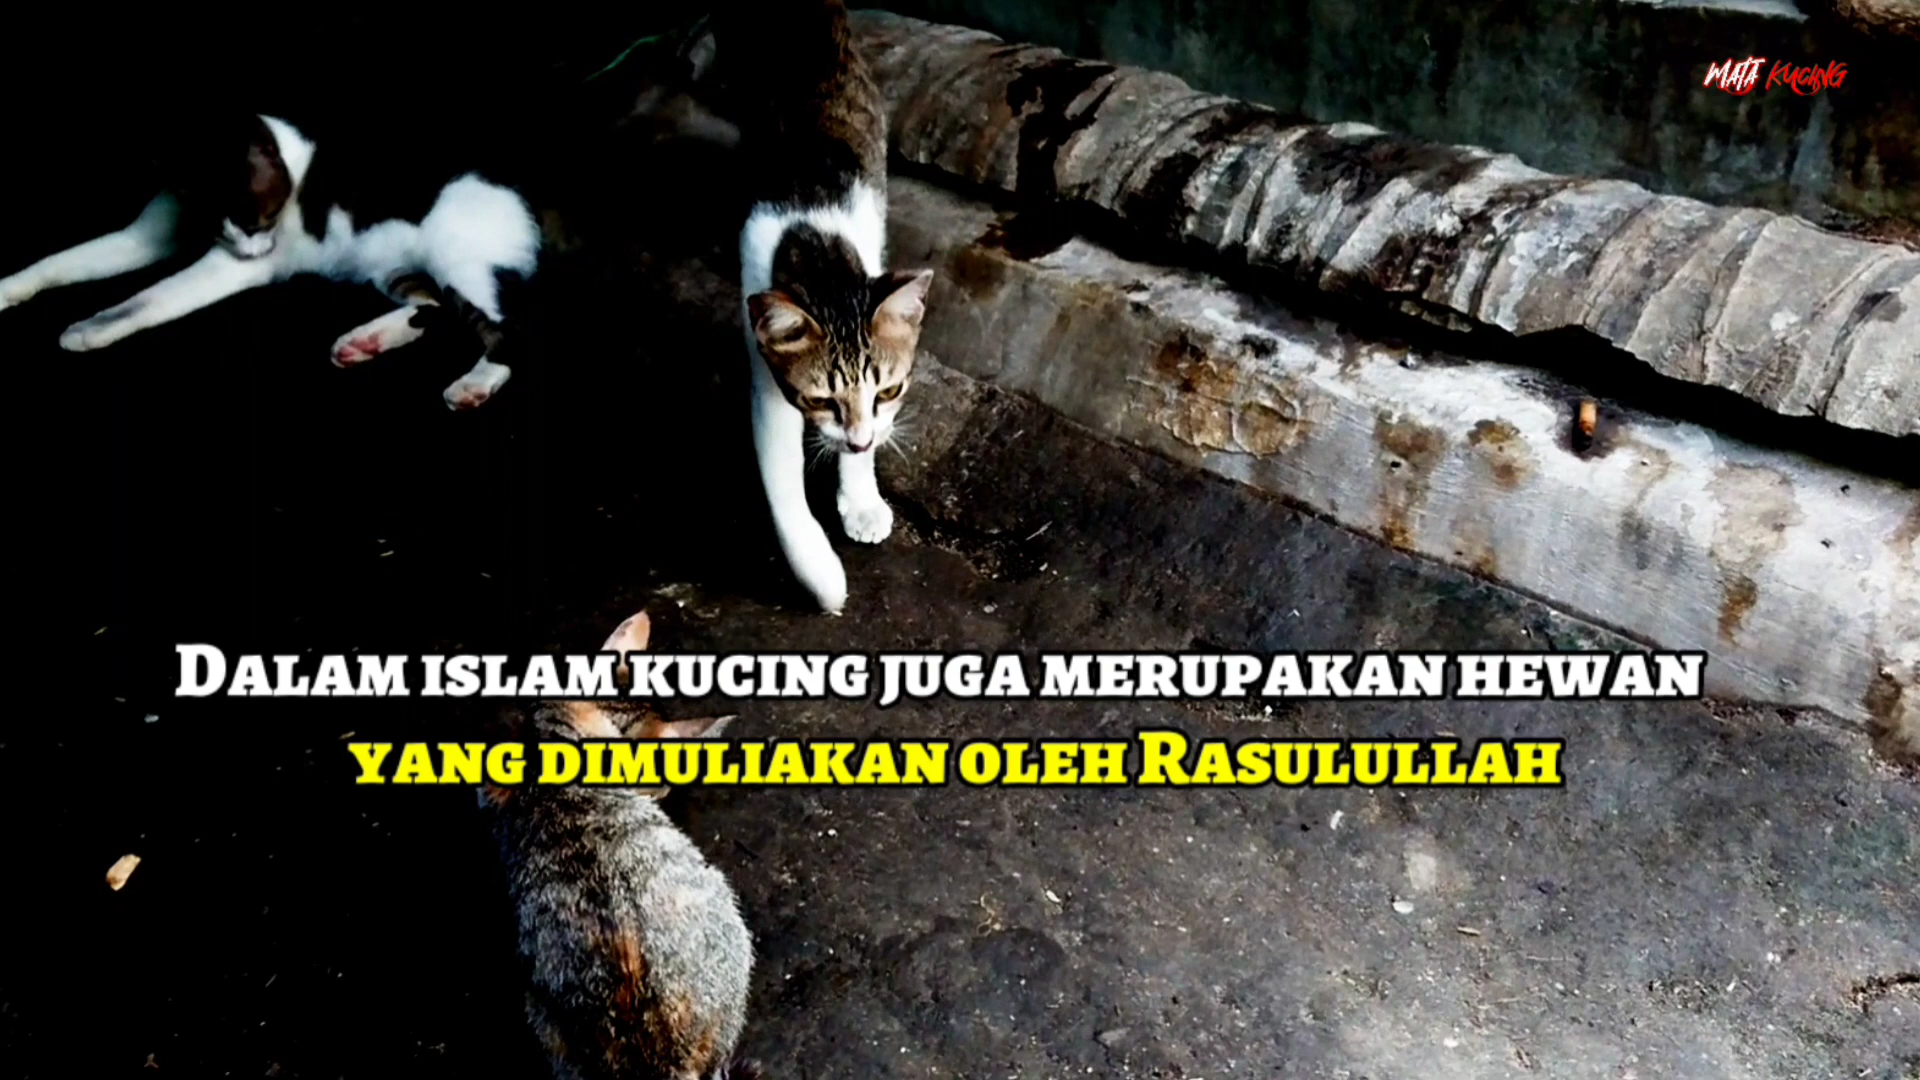 MATA KUCING
Dalam islam kucing juga merupakan hewan
yang dimuliakan oleh Rasulullah